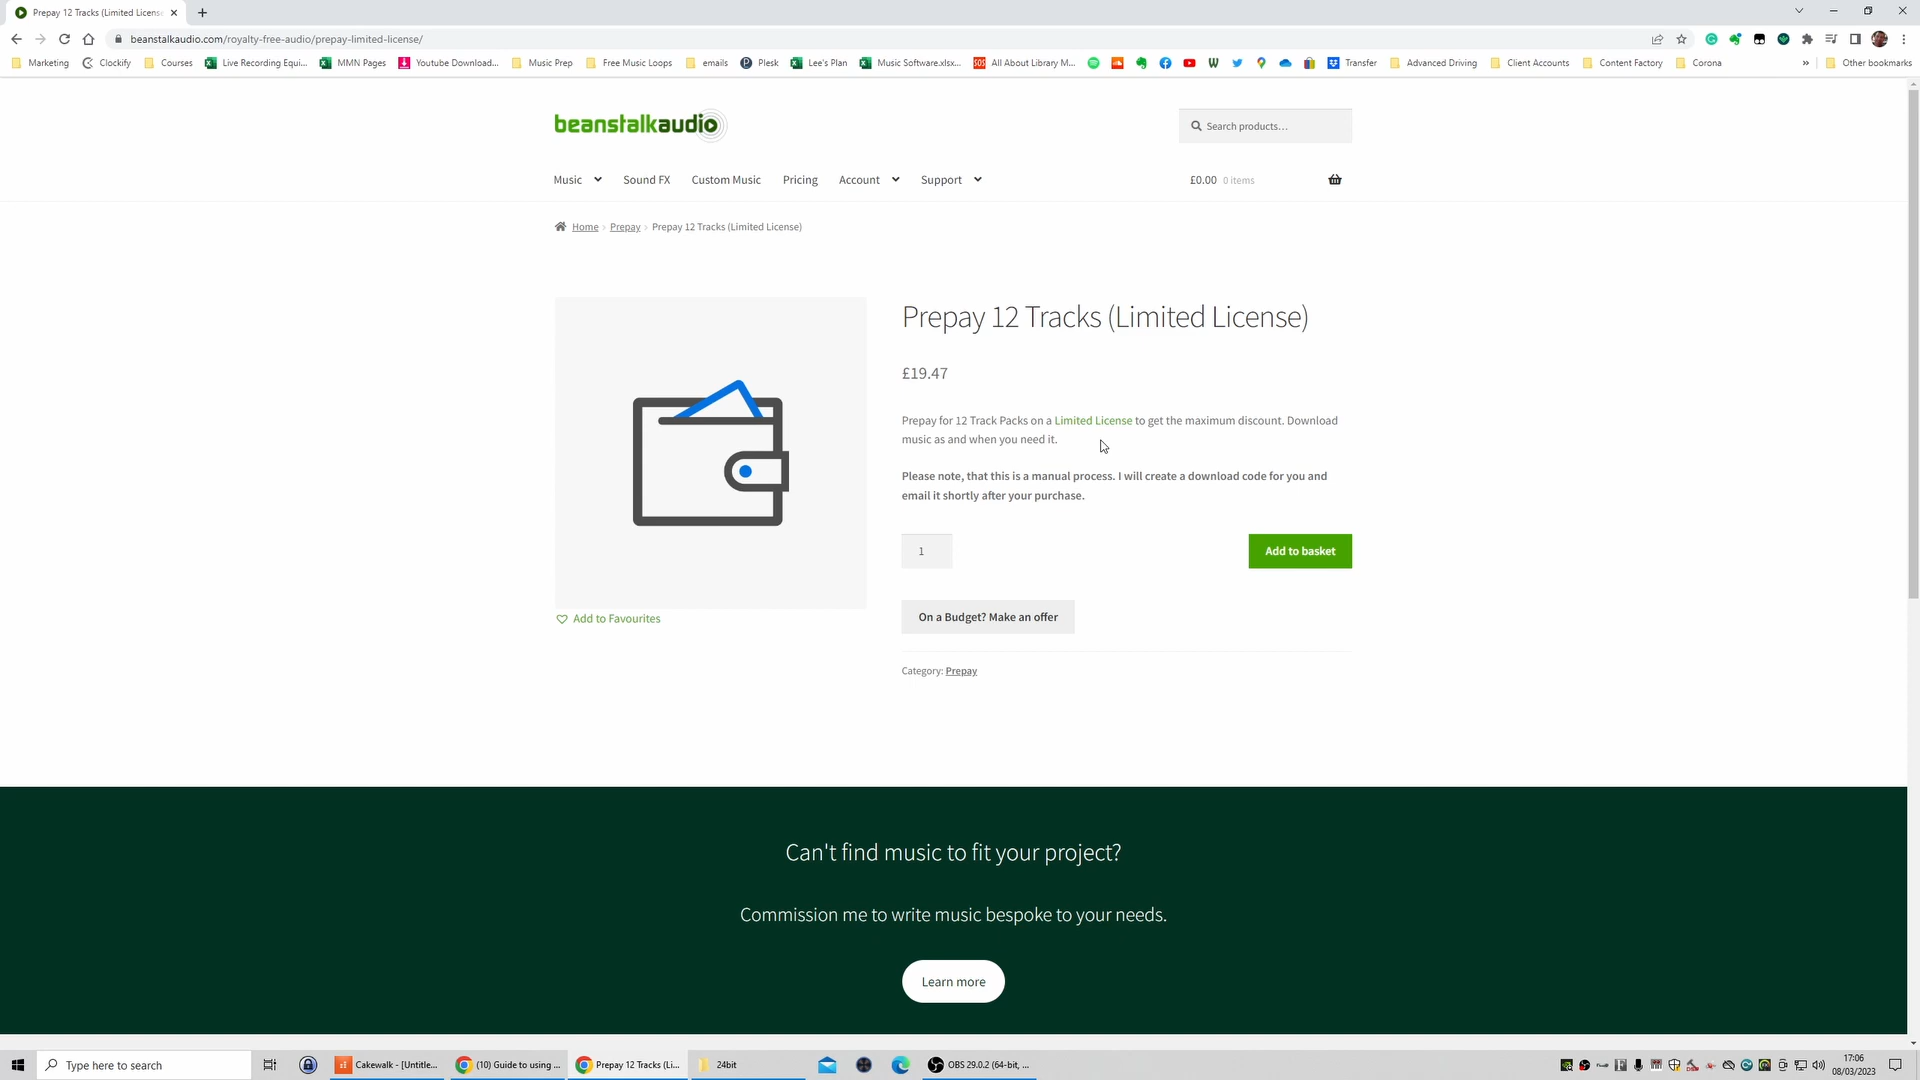 Prepay 12 Tracks (Limited License
beanstalkaudio.com/royalty-free-audio/prepay-limited-license/
Marketing Clockify Courses Live Recording Equi... MMN Pages Youtube Download... Music Prep Free Music Loops emails Plesk Lee's Plan Music Software.xlsx... All About Library M... Transfer Advanced Driving Client Accounts Content Factory Corona » Other bookmarks
beanstalkaudio
Search products...
Music Sound FX Custom Music Pricing Account Support £0.00 0 items
Home > Prepay > Prepay 12 Tracks (Limited License)
Prepay 12 Tracks (Limited License)
£19.47
Prepay for 12 Track Packs on a Limited License to get the maximum discount. Download
music as and when you need it.
Please note, that this is a manual process. I will create a download code for you and
email it shortly after your purchase.
1
Add to basket
Add to Favourites
On a Budget? Make an offer
Category: Prepay
Can't find music to fit your project?
Commission me to write music bespoke to your needs.
Learn more
Type here to search
Cakewalk - [Untitle...
(10) Guide to using ...
Prepay 12 Tracks (Li...
24bit
OBS 29.0.2 (64-bit, ...
17:06
08/03/2023